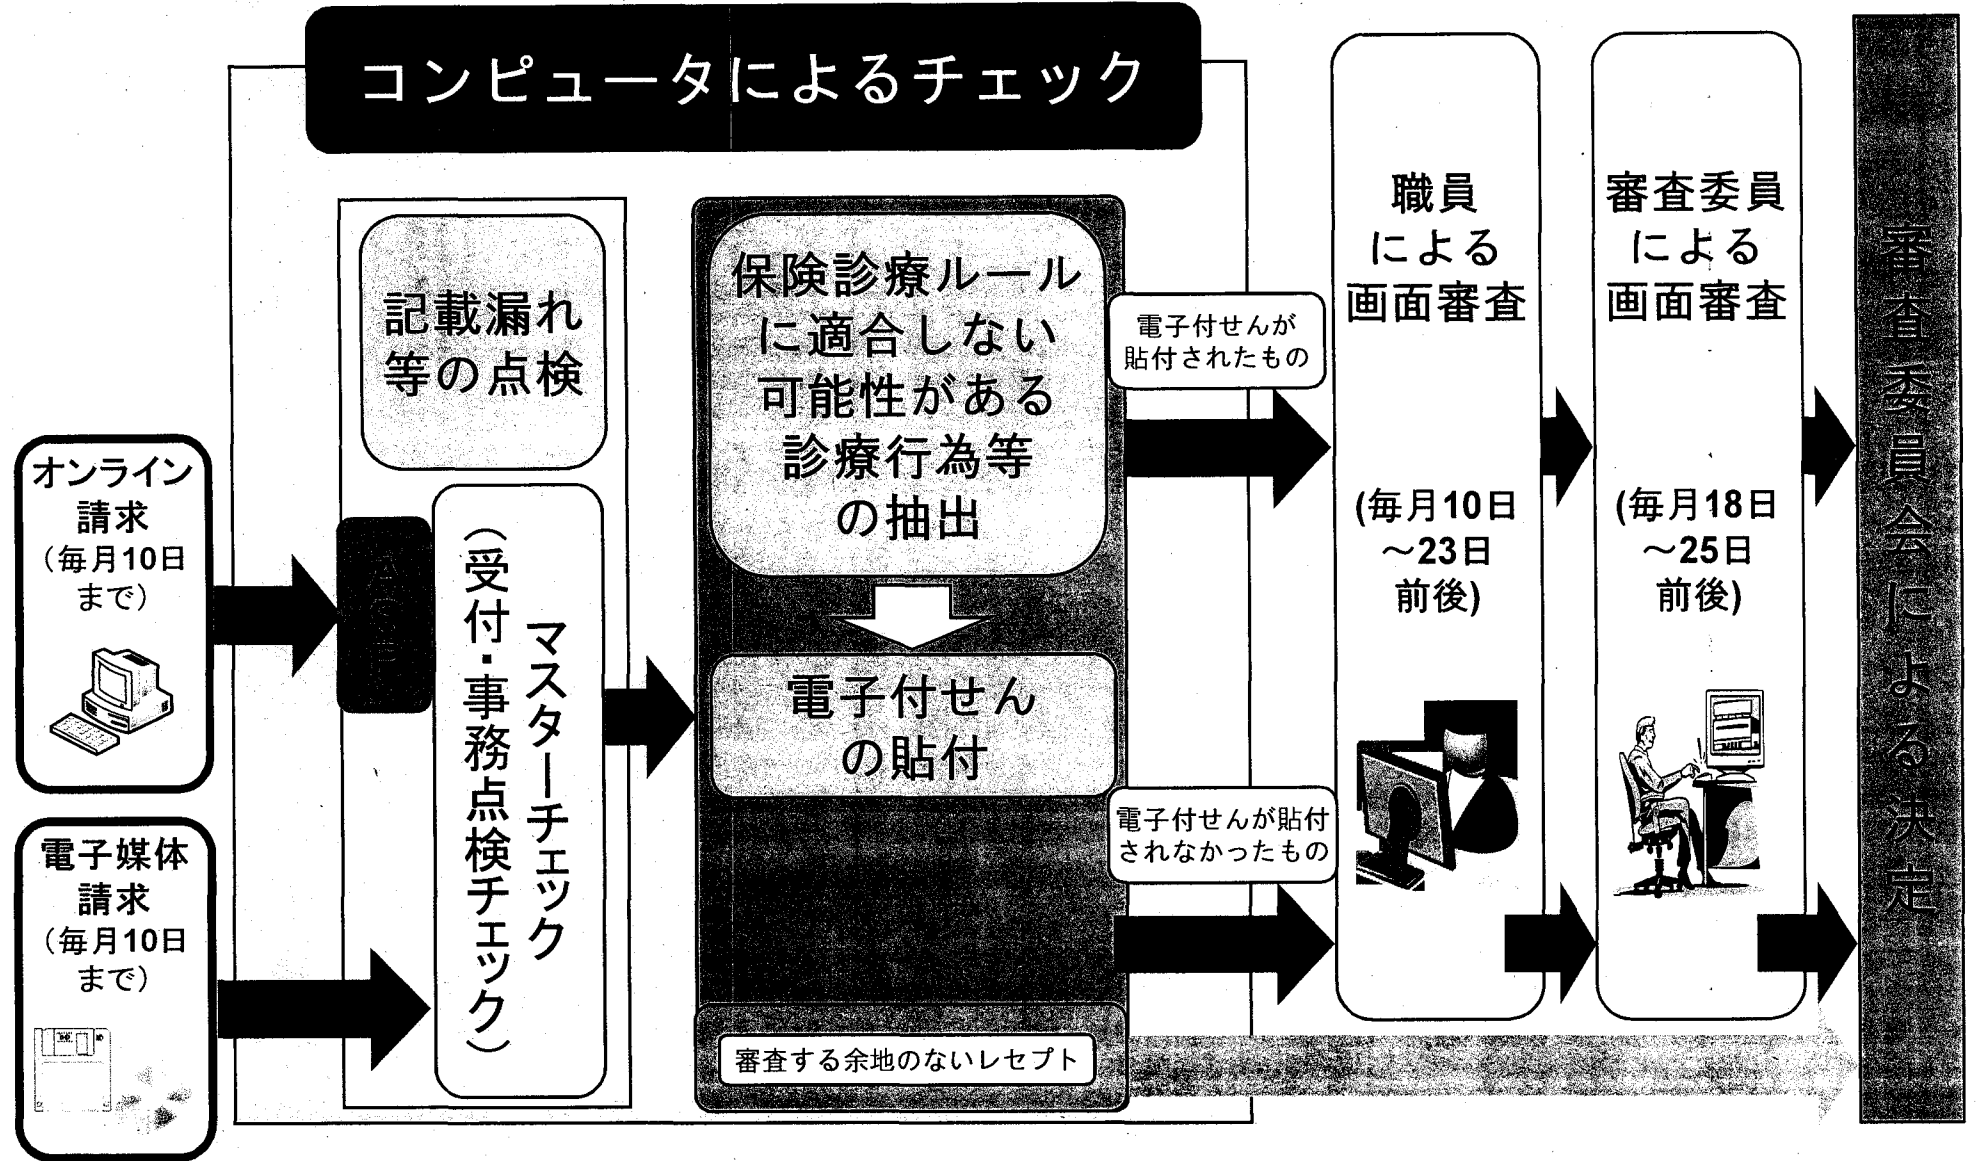 コンピュータによるチェック
オンライン
請求
（毎月10日
まで）
電子媒体
請求
（毎月10日
まで）
記載漏れ
等の点検
ASP
マスターチェック
（受付・事務点検チェック）
保険診療ルール
に適合しない
可能性がある
診療行為等
の抽出
電子付せん
の貼付
審査する余地のないレセプト
電子付せんが
貼付されたもの
電子付せんが貼付
されなかったもの
職員
による
画面審査
(毎月10日
～23日
前後)
審査委員
による
画面審査
(毎月18日
～25日
前後)
審査委員会による決定